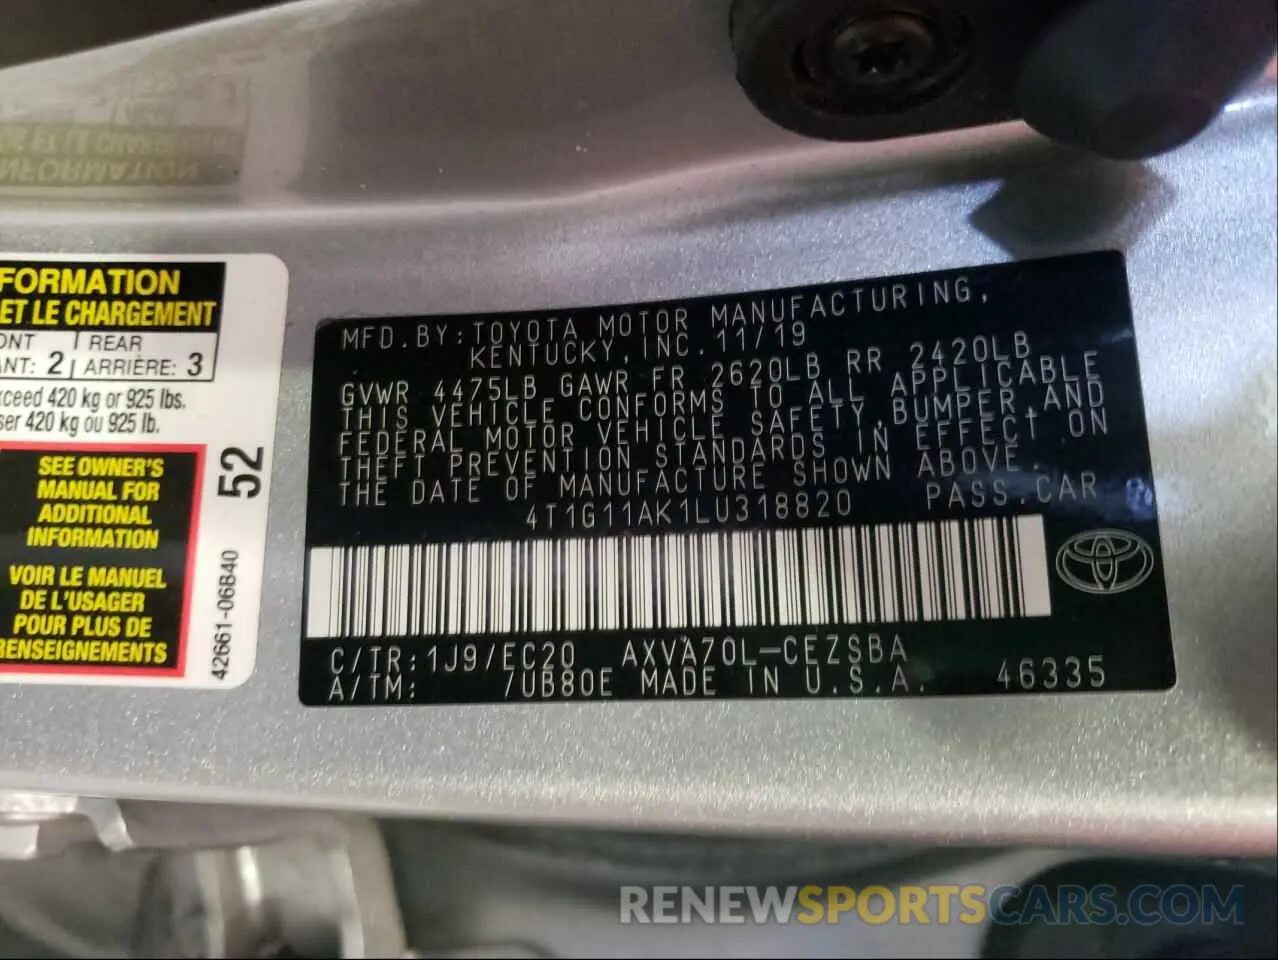 FORMATION
ET LE CHARGEMENT
REAR
2 ARRIÈRE: 3
420 kg or 925 lbs.
420 kg ou 925 lb.
SEE OWNER'S
MANUAL FOR
ADDITIONAL
INFORMATION
VOIR LE MANUEL
DE L'USAGER
POUR PLUS DE
RENSEIGNEMENTS
52
42661-06B40
MFD.BY:TOYOTA MOTOR MANUFACTURING,
KENTUCKY,INC.11/19
GVWR 4475LB GAWR FR 2620LB RR 2420LB
THIS VEHICLE CONFORMS TO ALL APPLICABLE
FEDERAL MOTOR VEHICLE SAFETY,BUMPER,AND
THEFT PREVENTION STANDARDS IN EFFECT ON
THE DATE OF MANUFACTURE SHOWN ABOVE.
4T1G11AK1LU318820 PASS.CAR
C/TR:1J9/EC20 AXVA70L-CEZSBA
A/TM: /UB80E MADE IN U.S.A. 46335
RENEWSPORTSCARS.COM